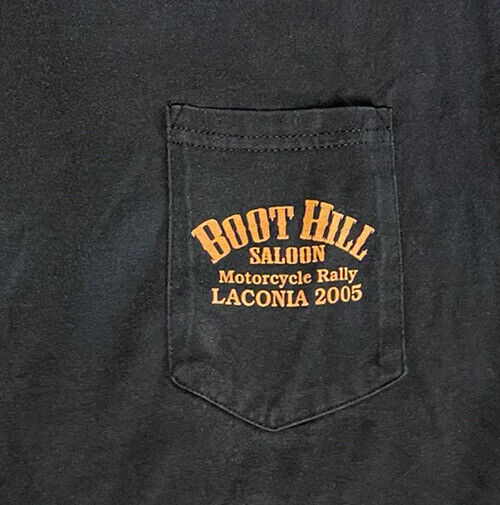 BOOT HILL
SALOON
Motorcycle Rally
LACONIA 2005